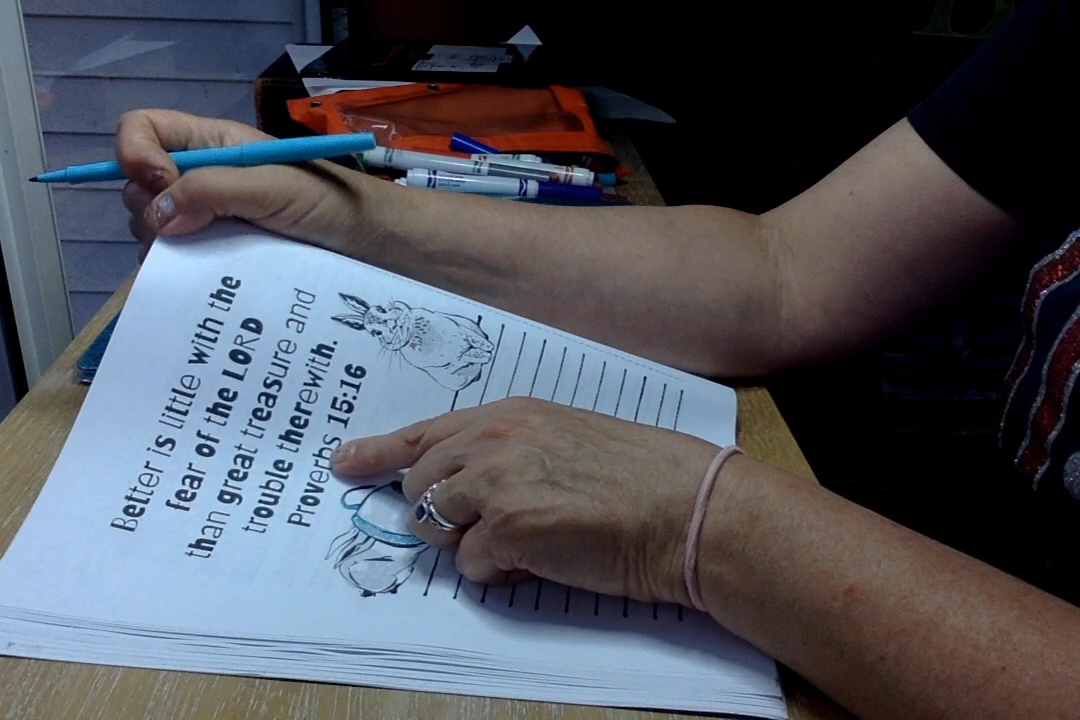 Better is little with the
fear of the LORD
than great treasure and
trouble therewith.
Proverbs 15:16